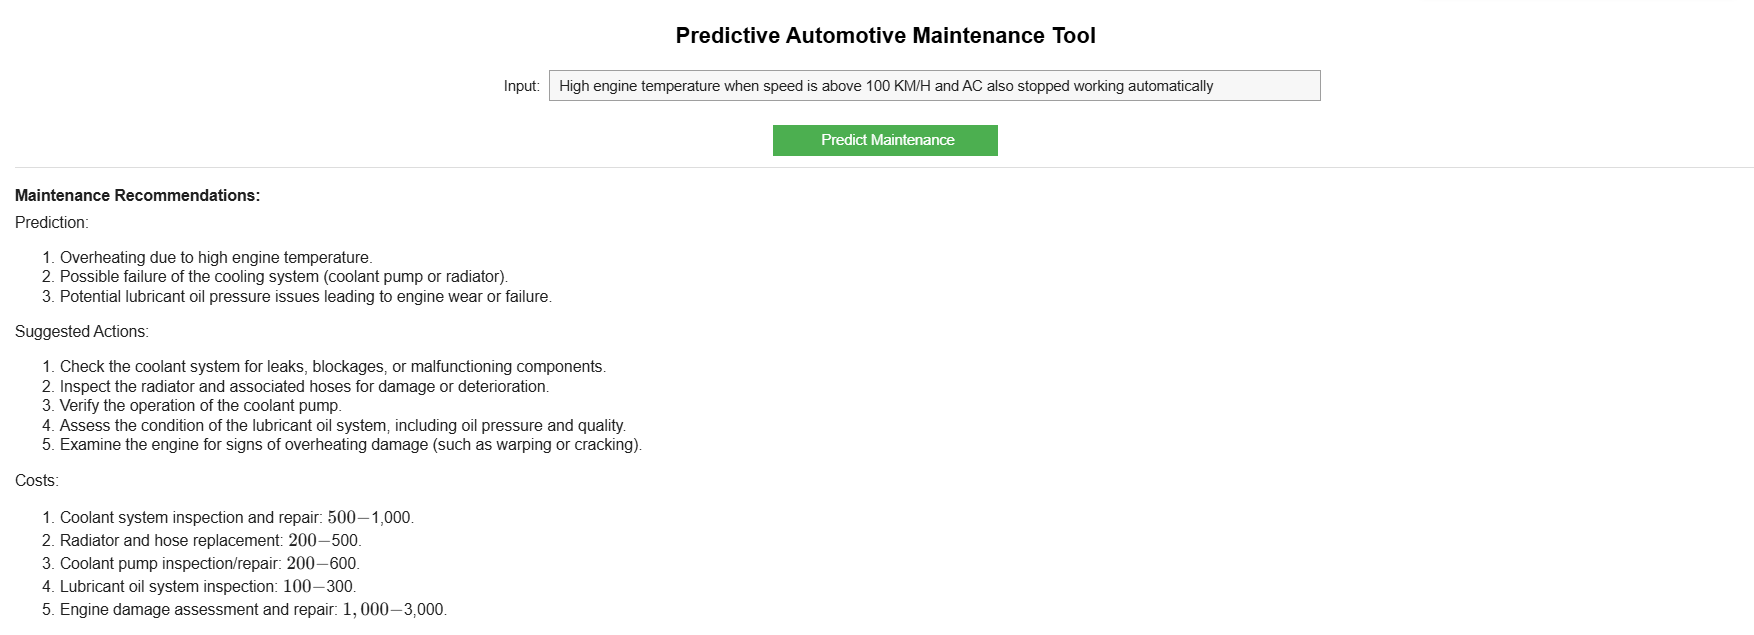 Predictive Automotive Maintenance Tool
Input: High engine temperature when speed is above 100 KM/H and AC also stopped working automatically
Predict Maintenance
Maintenance Recommendations:
Prediction:
1. Overheating due to high engine temperature.
2. Possible failure of the cooling system (coolant pump or radiator).
3. Potential lubricant oil pressure issues leading to engine wear or failure.
Suggested Actions:
1. Check the coolant system for leaks, blockages, or malfunctioning components.
2. Inspect the radiator and associated hoses for damage or deterioration.
3. Verify the operation of the coolant pump.
4. Assess the condition of the lubricant oil system, including oil pressure and quality.
5. Examine the engine for signs of overheating damage (such as warping or cracking).
Costs:
1. Coolant system inspection and repair: 500−1,000.
2. Radiator and hose replacement: 200−500.
3. Coolant pump inspection/repair: 200−600.
4. Lubricant oil system inspection: 100−300.
5. Engine damage assessment and repair: 1, 000−3,000.